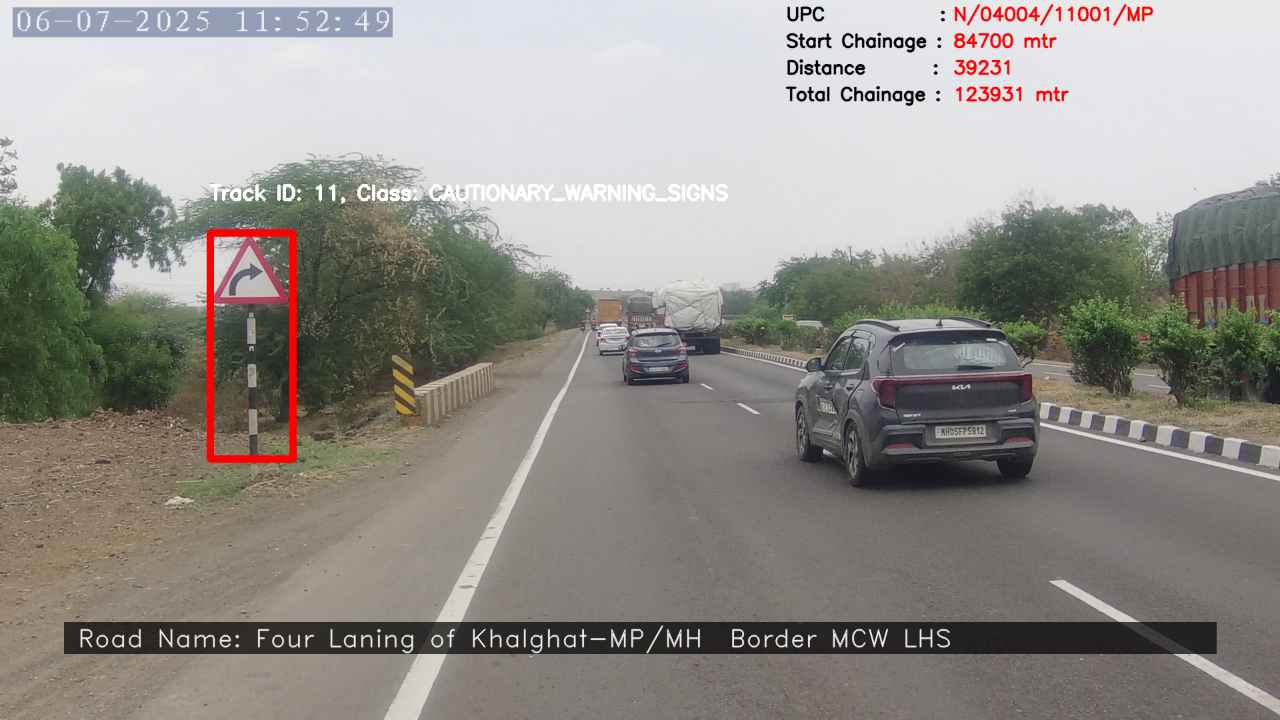 06-07-2025 11:52:49
UPC : N/04004/11001/MP
Start Chainage : 84700 mtr
Distance : 39231
Total Chainage : 123931 mtr
Track ID: 11, Class: CAUTIONARY_WARNING_SIGNS
KIA
MH05FP5912
Road Name: Four Laning of Khalghat-MP/MH Border MCW LHS